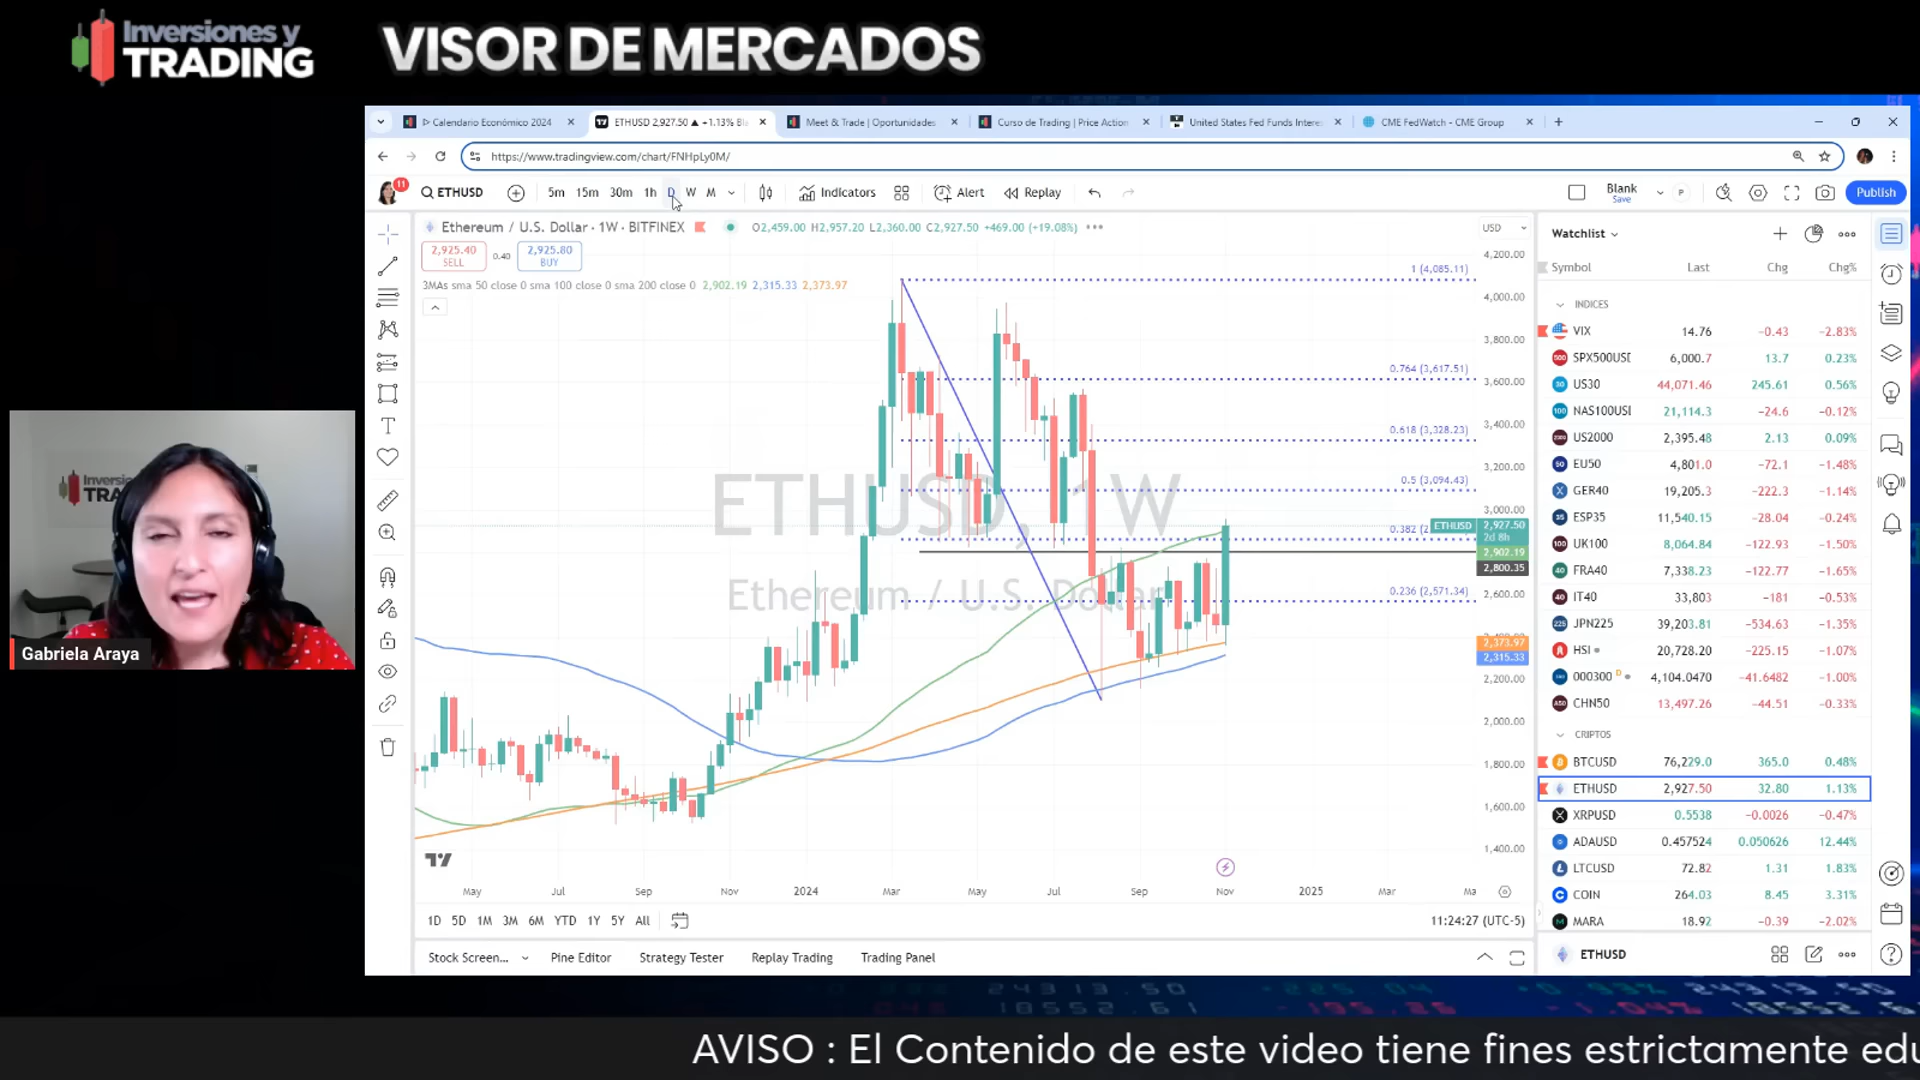 Inversiones y
TRADING
VISOR DE MERCADOS
▷ Calendario Económico 2024
ETHUSD 2,927.50 ▲ +1.13% Bla
Meet & Trade | Oportunidades
Curso de Trading | Price Action
United States Fed Funds Interes
CME FedWatch - CME Group
https://www.tradingview.com/chart/FNHpLy0M/
11
ETHUSD
5m 15m 30m 1h D W M
Indicators
Alert
Replay
Blank
Save
P
Publish
Ethereum / U.S. Dollar · 1W · BITFINEX
O2,459.00 H2,957.20 L2,360.00 C2,927.50 +469.00 (+19.08%)
USD
2,925.40
SELL
0.40
2,925.80
BUY
3MAs sma 50 close 0 sma 100 close 0 sma 200 close 0 2,902.19 2,315.33 2,373.97
ETHUSD, 1W
Ethereum / U.S. Dollar
1 (4,085.11)
0.764 (3,617.51)
0.618 (3,328.23)
0.5 (3,094.43)
0.382 (2
0.236 (2,571.34)
4,200.00
4,000.00
3,800.00
3,600.00
3,400.00
3,200.00
3,000.00
ETHUSD 2,927.50
2d 8h
2,902.19
2,800.35
2,600.00
2,373.97
2,315.33
2,200.00
2,000.00
1,800.00
1,600.00
1,400.00
May Jul Sep Nov 2024 Mar May Jul Sep Nov 2025 Mar Ma
1D 5D 1M 3M 6M YTD 1Y 5Y All
11:24:27 (UTC-5)
Stock Screen...
Pine Editor
Strategy Tester
Replay Trading
Trading Panel
Watchlist
Symbol Last Chg Chg%
INDICES
VIX 14.76 −0.43 −2.83%
SPX500USD 6,000.7 13.7 0.23%
US30 44,071.46 245.61 0.56%
NAS100USD 21,114.3 −24.6 −0.12%
US2000 2,395.48 2.13 0.09%
EU50 4,801.0 −72.1 −1.48%
GER40 19,205.3 −222.3 −1.14%
ESP35 11,540.15 −28.04 −0.24%
UK100 8,064.84 −122.93 −1.50%
FRA40 7,338.23 −122.77 −1.65%
IT40 33,803 −181 −0.53%
JPN225 39,203.81 −534.63 −1.35%
HSI 20,728.20 −225.15 −1.07%
000300 D 4,104.0470 −41.6482 −1.00%
CHN50 13,497.26 −44.51 −0.33%
CRIPTOS
BTCUSD 76,229.0 365.0 0.48%
ETHUSD 2,927.50 32.80 1.13%
XRPUSD 0.5538 −0.0026 −0.47%
ADAUSD 0.457524 0.050626 12.44%
LTCUSD 72.82 1.31 1.83%
COIN 264.03 8.45 3.31%
MARA 18.92 −0.39 −2.02%
ETHUSD
Gabriela Araya
AVISO : El Contenido de este video tiene fines estrictamente edu